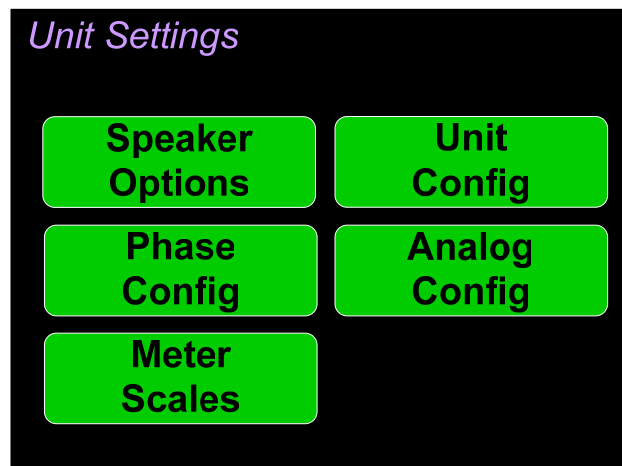 Unit Settings
Speaker
Options
Unit
Config
Phase
Config
Analog
Config
Meter
Scales